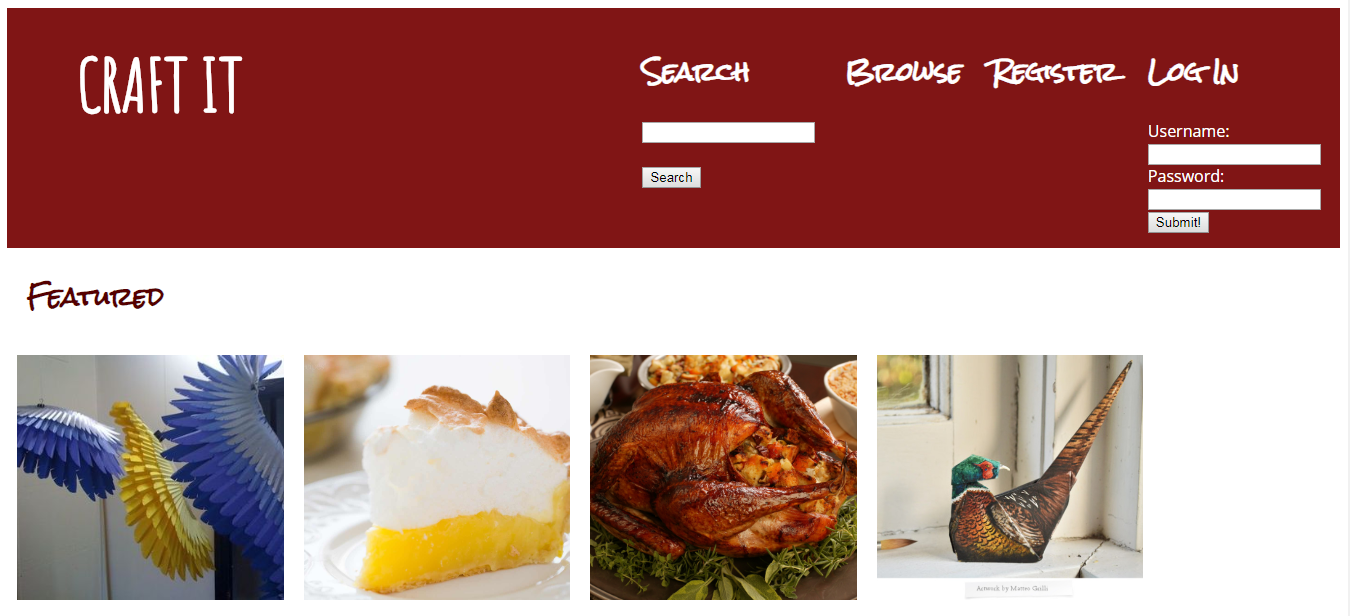 CRAFT IT
Search
Browse
Register
Log In
Search
Username:
Password:
Submit!
Featured
Artwork by Matteo Grilli